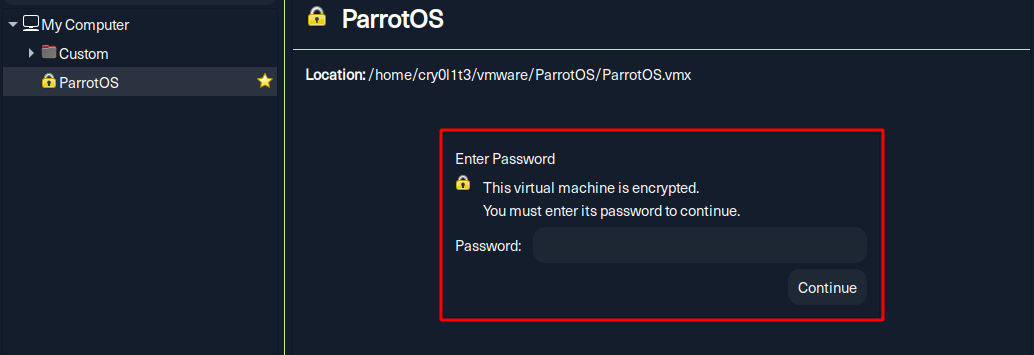 My Computer
Custom
ParrotOS
ParrotOS
Location: /home/cry0l1t3/vmware/ParrotOS/ParrotOS.vmx
Enter Password
This virtual machine is encrypted.
You must enter its password to continue.
Password:
Continue